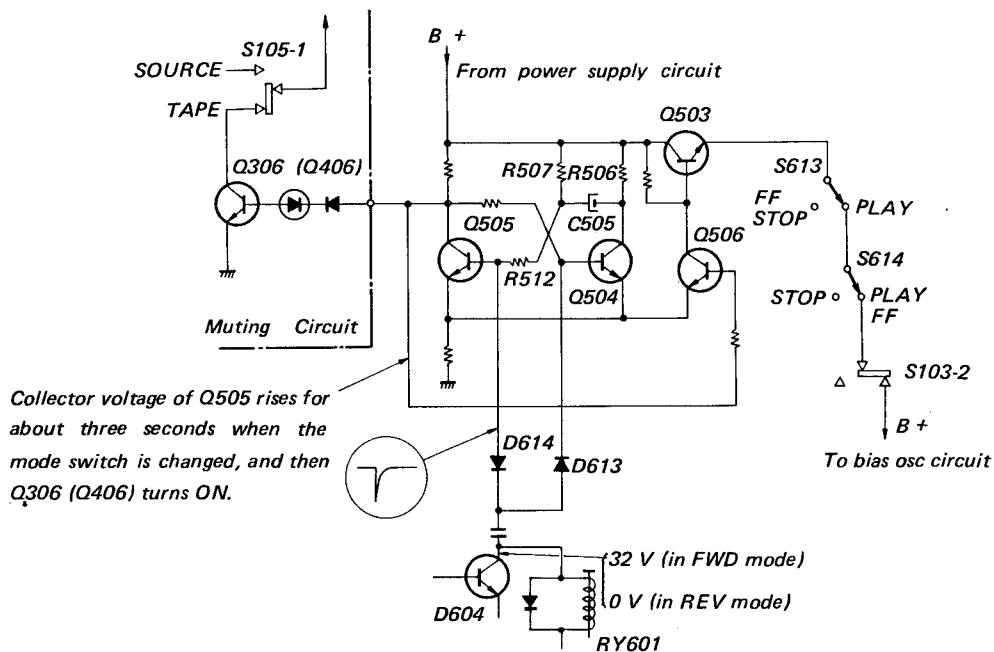 B +
S105-1
SOURCE
From power supply circuit
TAPE
Q503
Q306 (Q406)
R507
R506
S613
FF
STOP
PLAY
Q505
C505
Q506
R512
S614
Q504
STOP
PLAY
FF
Muting Circuit
S103-2
Collector voltage of Q505 rises for
about three seconds when the
mode switch is changed, and then
Q306 (Q406) turns ON.
B +
D614
D613
To bias osc circuit
32 V (in FWD mode)
D604
0 V (in REV mode)
RY601